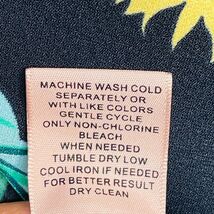 MACHINE WASH COLD
SEPARATELY OR
WITH LIKE COLORS
GENTLE CYCLE
ONLY NON-CHLORINE
BLEACH
WHEN NEEDED
TUMBLE DRY LOW
COOL IRON IF NEEDED
FOR BETTER RESULT
DRY CLEAN